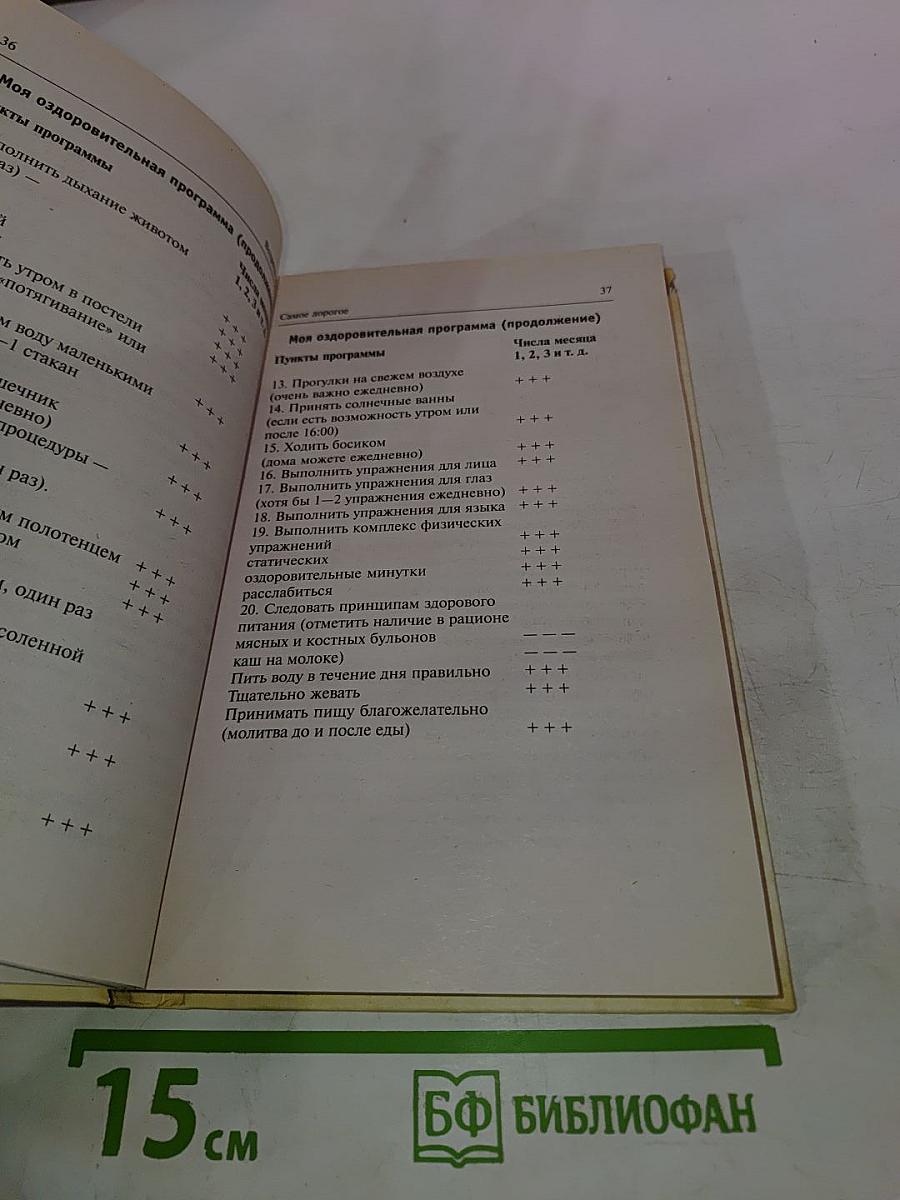 36
Моя оздоровительная программа
программы
дыхание животом
1, 2, 3 и т.
утром в постели
«потягивание» или
+ + +
+ + +
+ + +
+ + +
воду маленькими
—1 стакан
+ + +
процедуры —
+ + +
раз).
+ + +
+ + +
полотенцем
+ + +
+ + +
+ + +
один раз
соленной
+ + +
+ + +
+ + +
Самое дорогое
37
Моя оздоровительная программа (продолжение)
Пункты программы
Числа месяца
1, 2, 3 и т. д.
13. Прогулки на свежем воздухе
(очень важно ежедневно) + + +
14. Принять солнечные ванны
(если есть возможность утром или
после 16:00) + + +
15. Ходить босиком
(дома можете ежедневно) + + +
16. Выполнить упражнения для лица + + +
17. Выполнить упражнения для глаз
(хотя бы 1—2 упражнения ежедневно) + + +
18. Выполнить упражнения для языка + + +
19. Выполнить комплекс физических
упражнений + + +
статических + + +
оздоровительные минутки + + +
расслабиться + + +
20. Следовать принципам здорового
питания (отметить наличие в рационе
мясных и костных бульонов — — —
каш на молоке) — — —
Пить воду в течение дня правильно + + +
Тщательно жевать + + +
Принимать пищу благожелательно
(молитва до и после еды) + + +
15 см
БФ БИБЛИОФАН